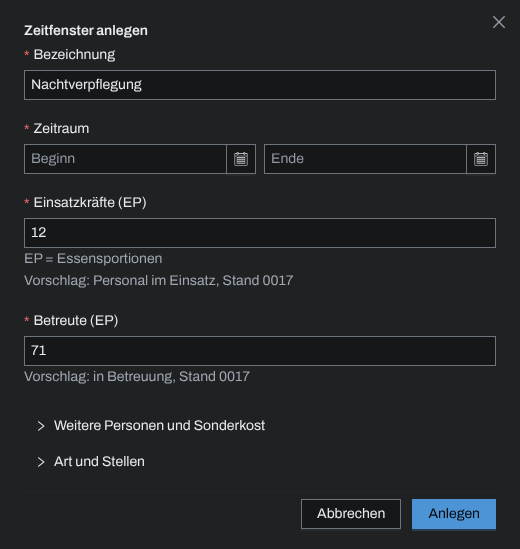 Zeitfenster anlegen
* Bezeichnung
Nachtverpflegung
* Zeitraum
Beginn Ende
* Einsatzkräfte (EP)
12
EP = Essensportionen
Vorschlag: Personal im Einsatz, Stand 0017
* Betreute (EP)
71
Vorschlag: in Betreuung, Stand 0017
Weitere Personen und Sonderkost
Art und Stellen
Abbrechen Anlegen